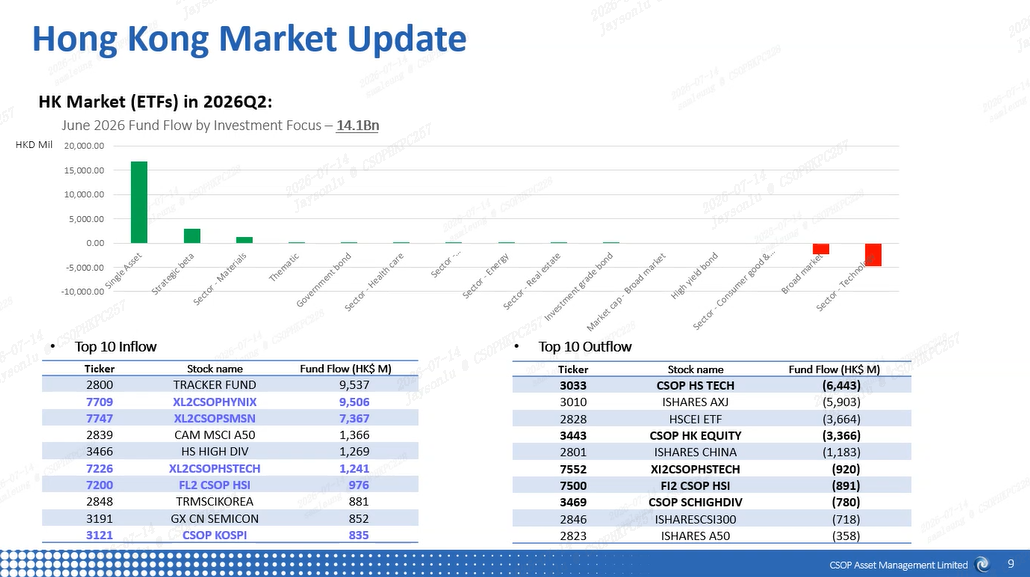 Hong Kong Market Update
HK Market (ETFs) in 2026Q2:
June 2026 Fund Flow by Investment Focus – 14.1Bn
HKD Mil
20,000.00
15,000.00
10,000.00
5,000.00
0.00
-5,000.00
-10,000.00
Single Asset
Strategic beta
Sector - Materials
Thematic
Government bond
Sector - Health care
Sector -...
Sector - Energy
Sector - Real estate
Investment grade bond
Market cap - Broad market
High yield bond
Sector - Consumer good &...
Broad market
Sector - Technology
• Top 10 Inflow
Ticker Stock name Fund Flow (HK$ M)
2800 TRACKER FUND 9,537
7709 XL2CSOPHYNIX 9,506
7747 XL2CSOPSMSN 7,367
2839 CAM MSCI A50 1,366
3466 HS HIGH DIV 1,269
7226 XL2CSOPHSTECH 1,241
7200 FL2 CSOP HSI 976
2848 TRMSCIKOREA 881
3191 GX CN SEMICON 852
3121 CSOP KOSPI 835
• Top 10 Outflow
Ticker Stock name Fund Flow (HK$ M)
3033 CSOP HS TECH (6,443)
3010 ISHARES AXJ (5,903)
2828 HSCEI ETF (3,664)
3443 CSOP HK EQUITY (3,366)
2801 ISHARES CHINA (1,183)
7552 XI2CSOPHSTECH (920)
7500 FI2 CSOP HSI (891)
3469 CSOP SCHIGHDIV (780)
2846 ISHARESCSI300 (718)
2823 ISHARES A50 (358)
CSOP Asset Management Limited
9
2026-07-14
Jaysonlu @ CSOPHKPC257